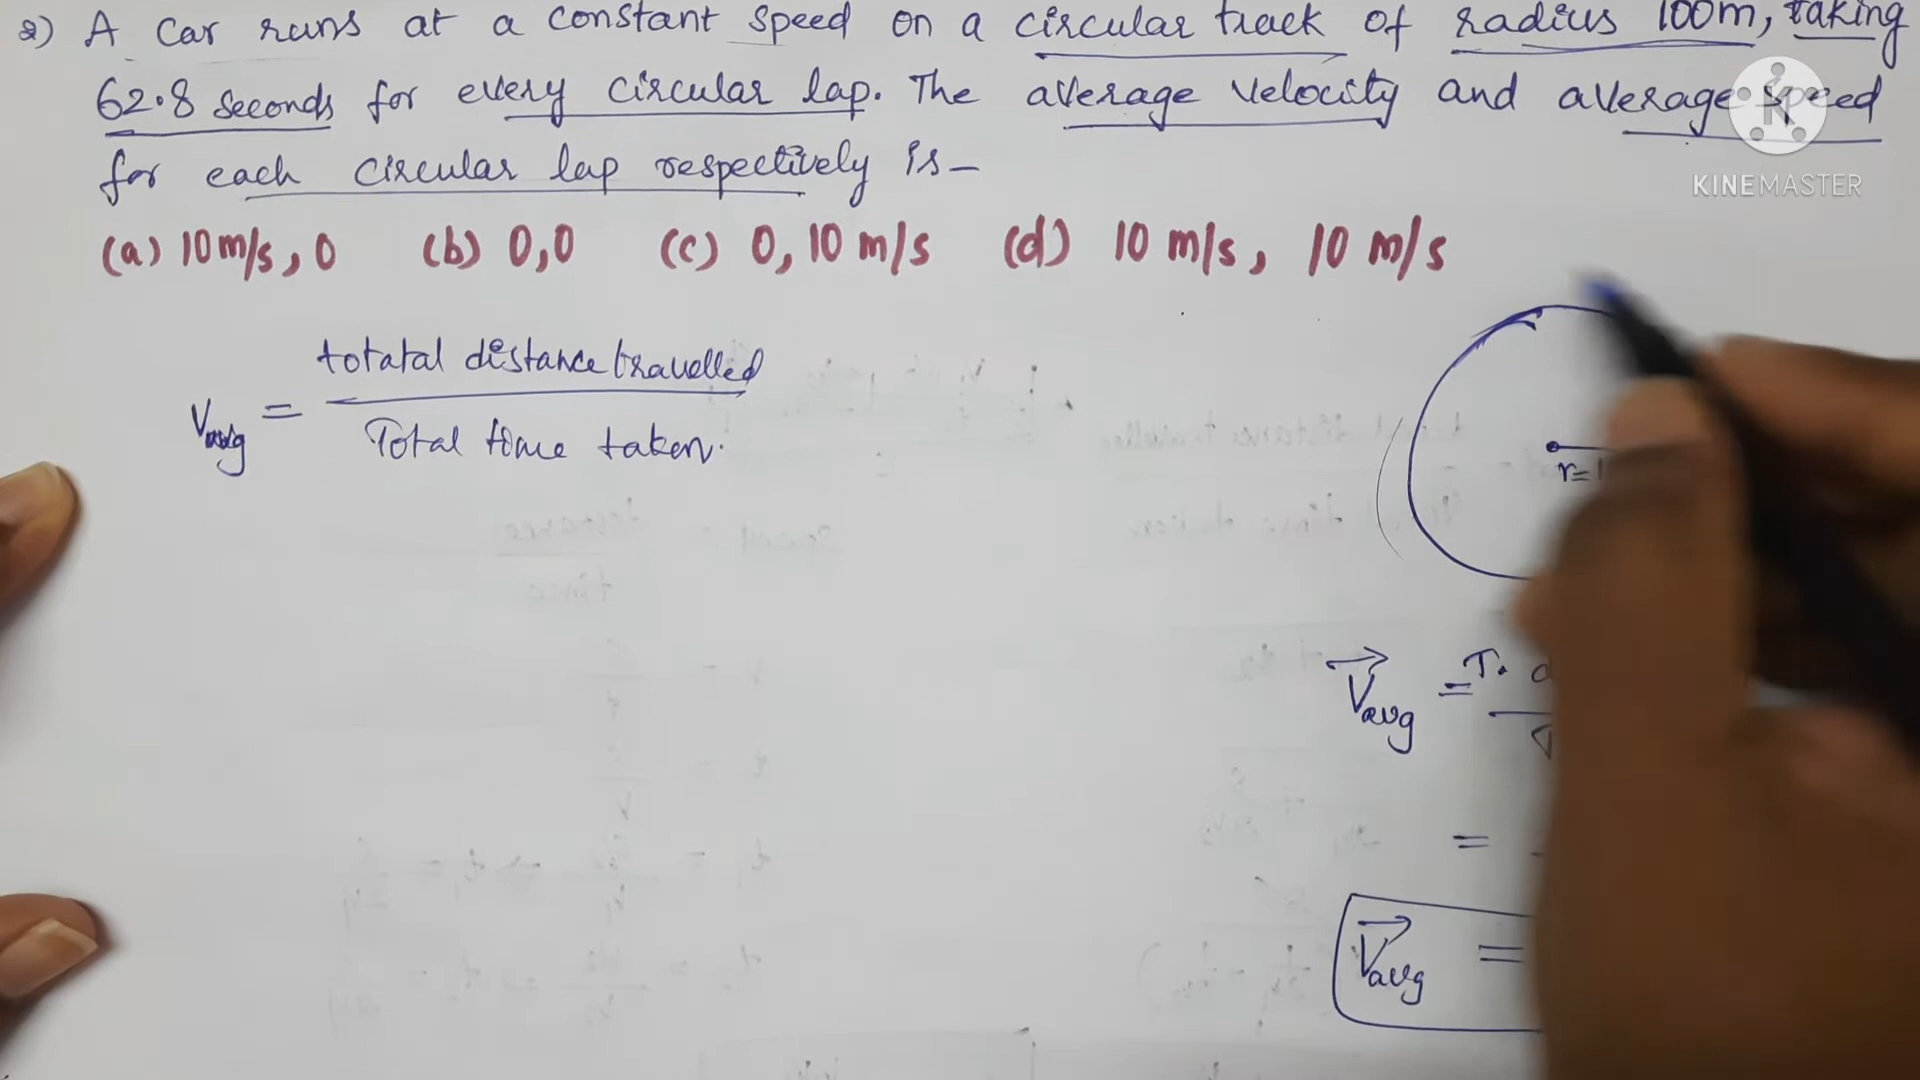 2) A Car runs at a constant speed on a circular track of radius 100m, taking
62.8 seconds for every circular lap. The average velocity and average speed
for each circular lap respectively is-
KINEMASTER
(a) 10 m/s, 0 (b) 0,0 (c) 0, 10 m/s (d) 10 m/s, 10 m/s
Vavg = totatal distance travelled
Total time taken.
r=1
Vavg = T. d
=
Vavg =